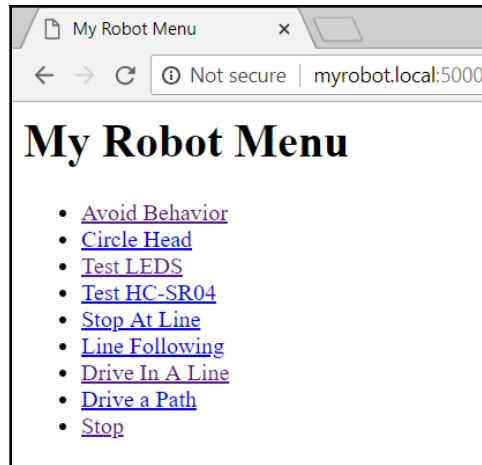 My Robot Menu
Not secure | myrobot.local:5000
My Robot Menu
Avoid Behavior
Circle Head
Test LEDS
Test HC-SR04
Stop At Line
Line Following
Drive In A Line
Drive a Path
Stop